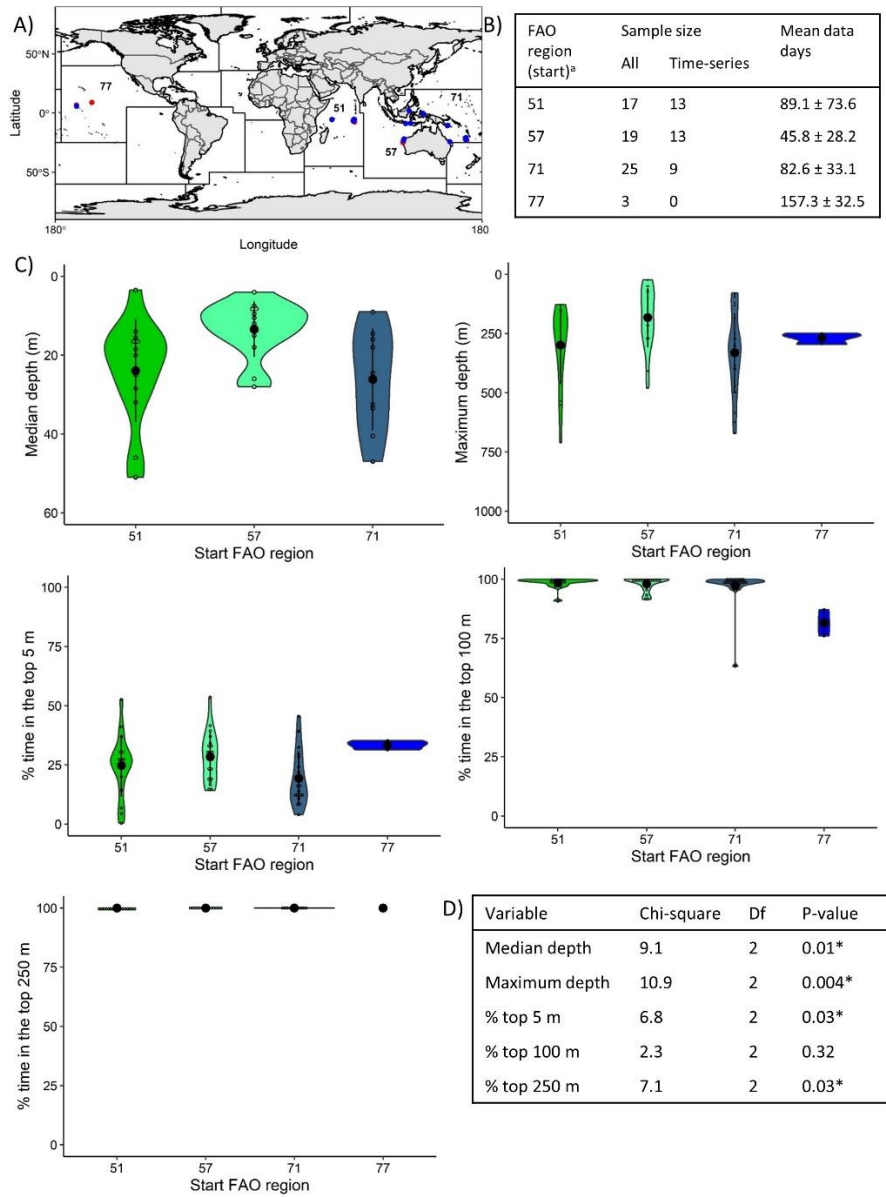 A)
50°N
0°
50°S
Latitude
77
51
71
57
180°
180
Longitude
B)
FAO region (start)ᵃ
Sample size
All
Time-series
Mean data days
51 17 13 89.1 ± 73.6
57 19 13 45.8 ± 28.2
71 25 9 82.6 ± 33.1
77 3 0 157.3 ± 32.5
C)
Median depth (m)
0
20
40
60
51 57 71
Start FAO region
Maximum depth (m)
0
250
500
750
1000
51 57 71 77
Start FAO region
% time in the top 5 m
100
75
50
25
0
51 57 71 77
Start FAO region
% time in the top 100 m
100
75
50
25
0
51 57 71 77
Start FAO region
% time in the top 250 m
100
75
50
25
0
51 57 71 77
Start FAO region
D)
Variable Chi-square Df P-value
Median depth 9.1 2 0.01*
Maximum depth 10.9 2 0.004*
% top 5 m 6.8 2 0.03*
% top 100 m 2.3 2 0.32
% top 250 m 7.1 2 0.03*